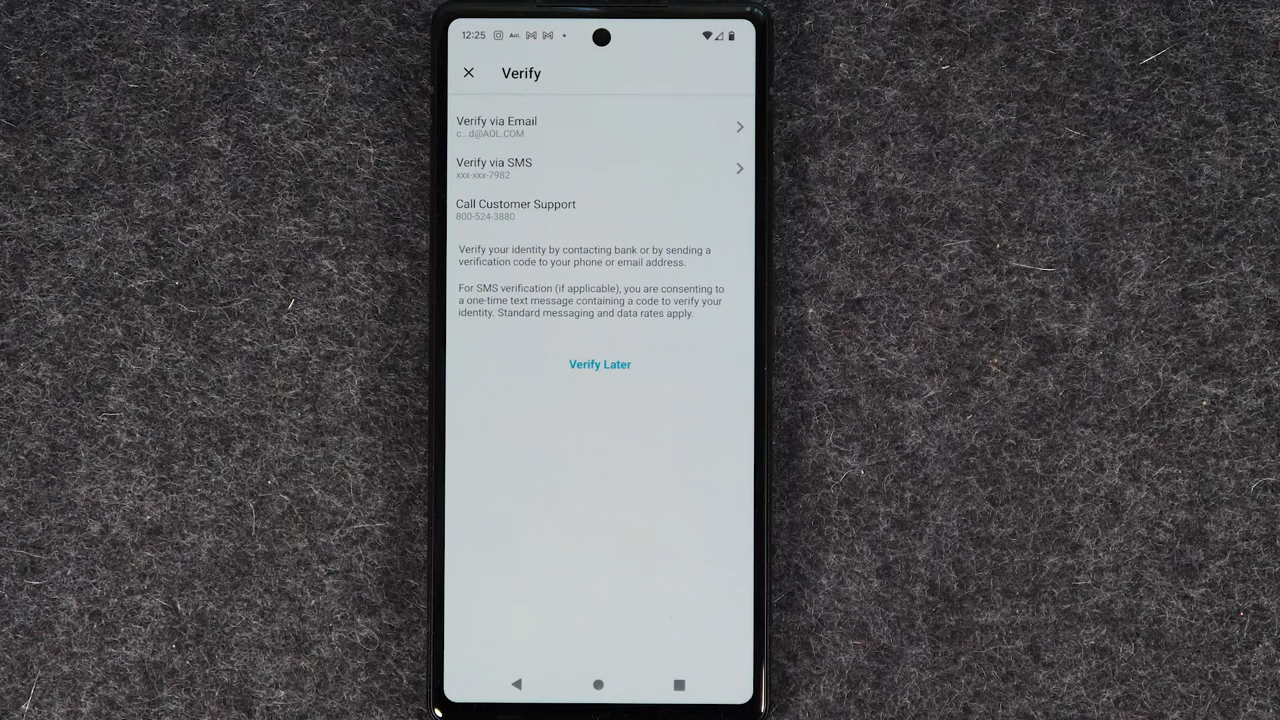 12:25 Aol.
Verify
Verify via Email
c...d@AOL.COM
Verify via SMS
xxx-xxx-7982
Call Customer Support
800-524-3880
Verify your identity by contacting bank or by sending a
verification code to your phone or email address.
For SMS verification (if applicable), you are consenting to
a one-time text message containing a code to verify your
identity. Standard messaging and data rates apply.
Verify Later